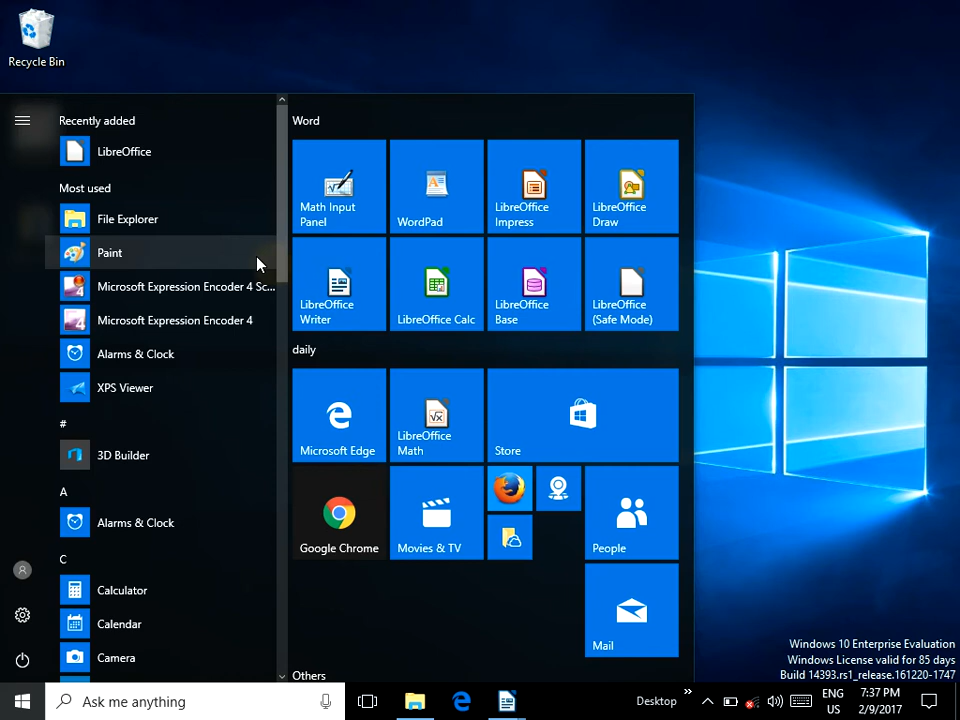 Recycle Bin
Recently added
LibreOffice
Most used
File Explorer
Paint
Microsoft Expression Encoder 4 Sc...
Microsoft Expression Encoder 4
Alarms & Clock
XPS Viewer
#
3D Builder
A
Alarms & Clock
C
Calculator
Calendar
Camera
Word
Math Input
Panel
WordPad
LibreOffice
Impress
LibreOffice
Draw
LibreOffice
Writer
LibreOffice Calc
LibreOffice
Base
LibreOffice
(Safe Mode)
daily
Microsoft Edge
LibreOffice
Math
Store
Google Chrome
Movies & TV
People
Mail
Others
Windows 10 Enterprise Evaluation
Windows License valid for 85 days
Build 14393.rs1_release.161220-1747
Ask me anything
Desktop
ENG
US
7:37 PM
2/9/2017